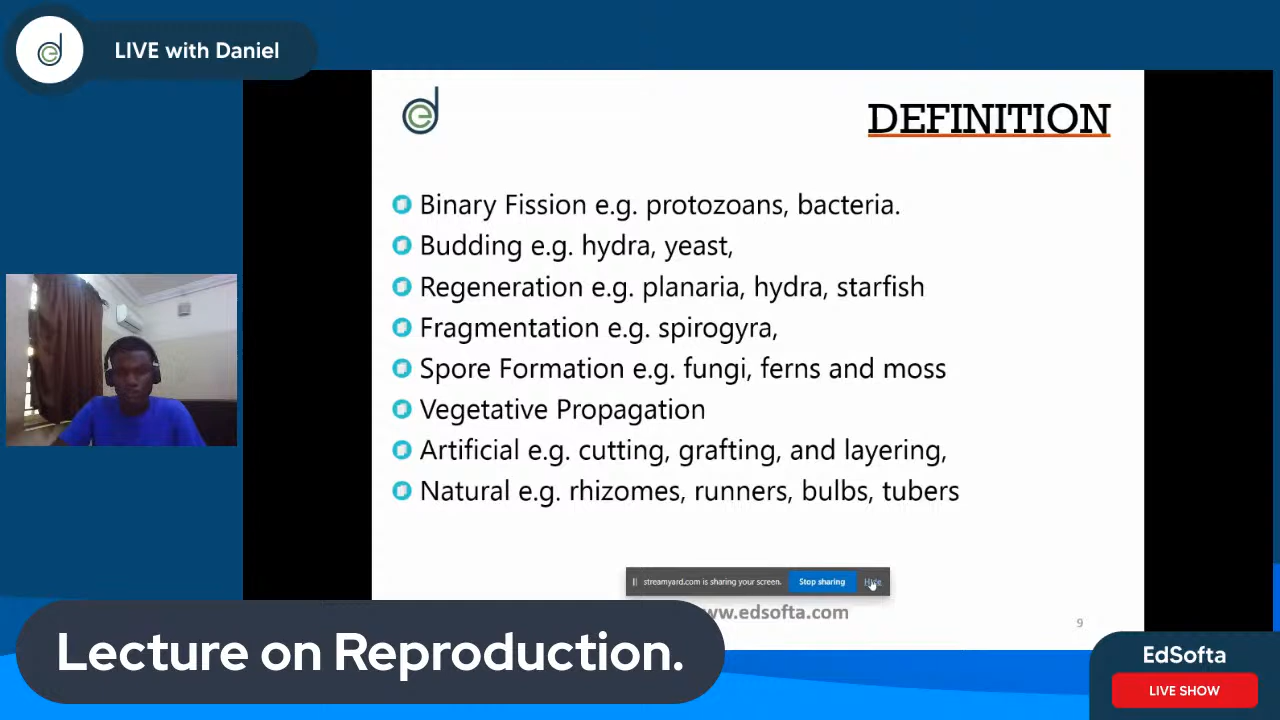 LIVE with Daniel
DEFINITION
Binary Fission e.g. protozoans, bacteria.
Budding e.g. hydra, yeast,
Regeneration e.g. planaria, hydra, starfish
Fragmentation e.g. spirogyra,
Spore Formation e.g. fungi, ferns and moss
Vegetative Propagation
Artificial e.g. cutting, grafting, and layering,
Natural e.g. rhizomes, runners, bulbs, tubers
streamyard.com is sharing your screen. Stop sharing Hide
ww.edsofta.com
9
Lecture on Reproduction.
EdSofta
LIVE SHOW